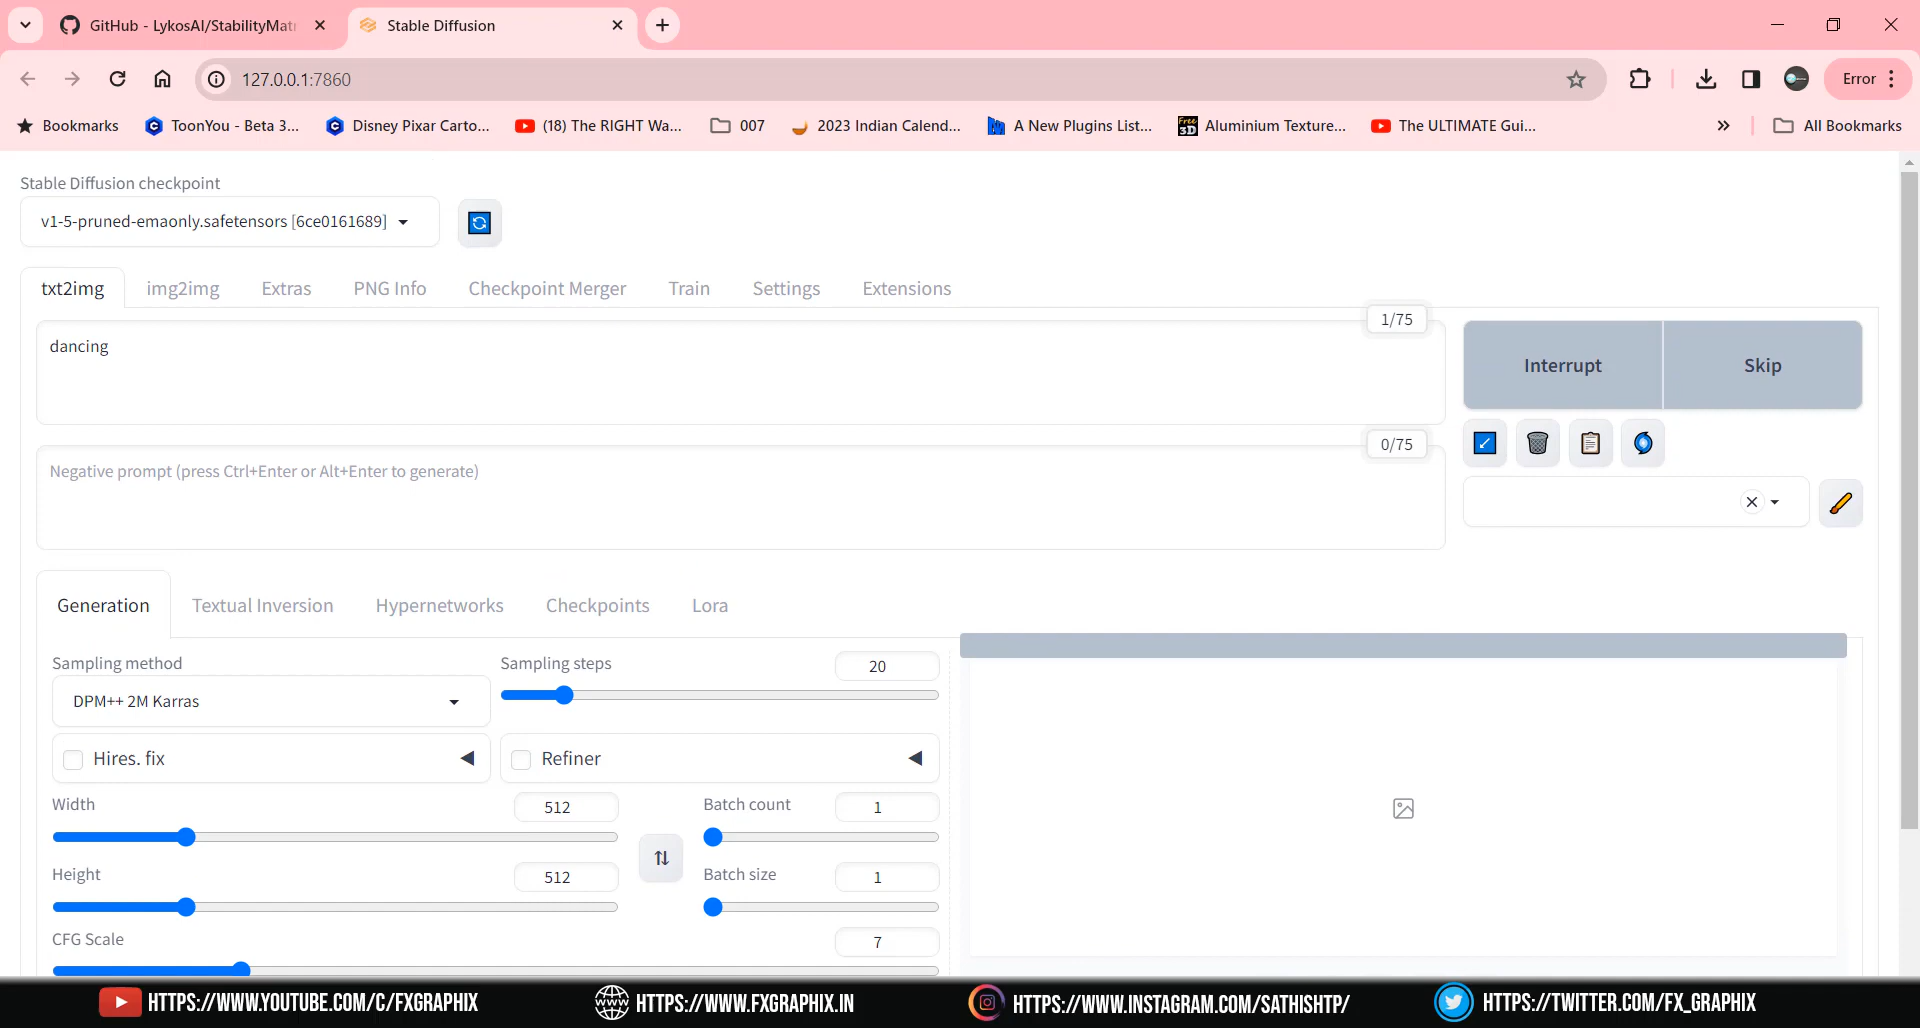 GitHub - LykosAI/StabilityMat
Stable Diffusion
127.0.0.1:7860
Error
Bookmarks
ToonYou - Beta 3...
Disney Pixar Carto...
(18) The RIGHT Wa...
007
2023 Indian Calend...
A New Plugins List...
Free 3D
Aluminium Texture...
The ULTIMATE Gui...
All Bookmarks
Stable Diffusion checkpoint
v1-5-pruned-emaonly.safetensors [6ce0161689]
txt2img
img2img
Extras
PNG Info
Checkpoint Merger
Train
Settings
Extensions
1/75
dancing
Interrupt
Skip
0/75
Negative prompt (press Ctrl+Enter or Alt+Enter to generate)
Generation
Textual Inversion
Hypernetworks
Checkpoints
Lora
Sampling method
DPM++ 2M Karras
Sampling steps
20
Hires. fix
Refiner
Width
512
Batch count
1
Height
512
Batch size
1
CFG Scale
7
HTTPS://WWW.YOUTUBE.COM/C/FXGRAPHIX
HTTPS://WWW.FXGRAPHIX.IN
HTTPS://WWW.INSTAGRAM.COM/SATHISHTP/
HTTPS://TWITTER.COM/FX_GRAPHIX